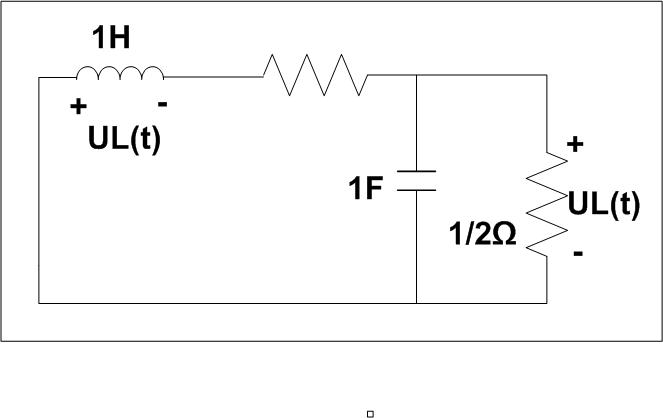 1H
+ -
UL(t)
1F
1/2Ω
+
UL(t)
-